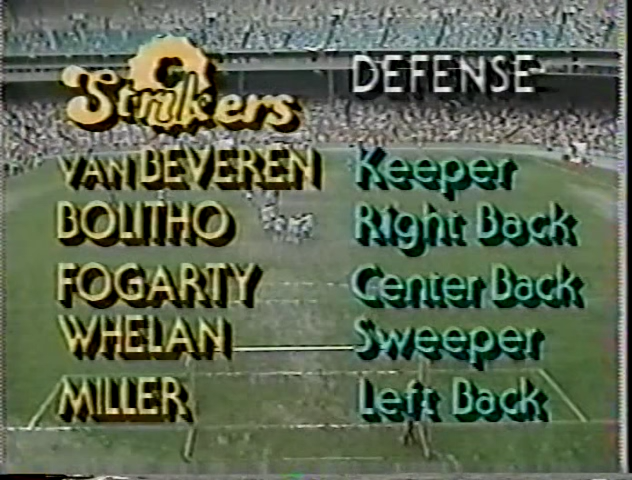 Strikers DEFENSE
VAN BEVEREN Keeper
BOLITHO Right Back
FOGARTY Center Back
WHELAN Sweeper
MILLER Left Back